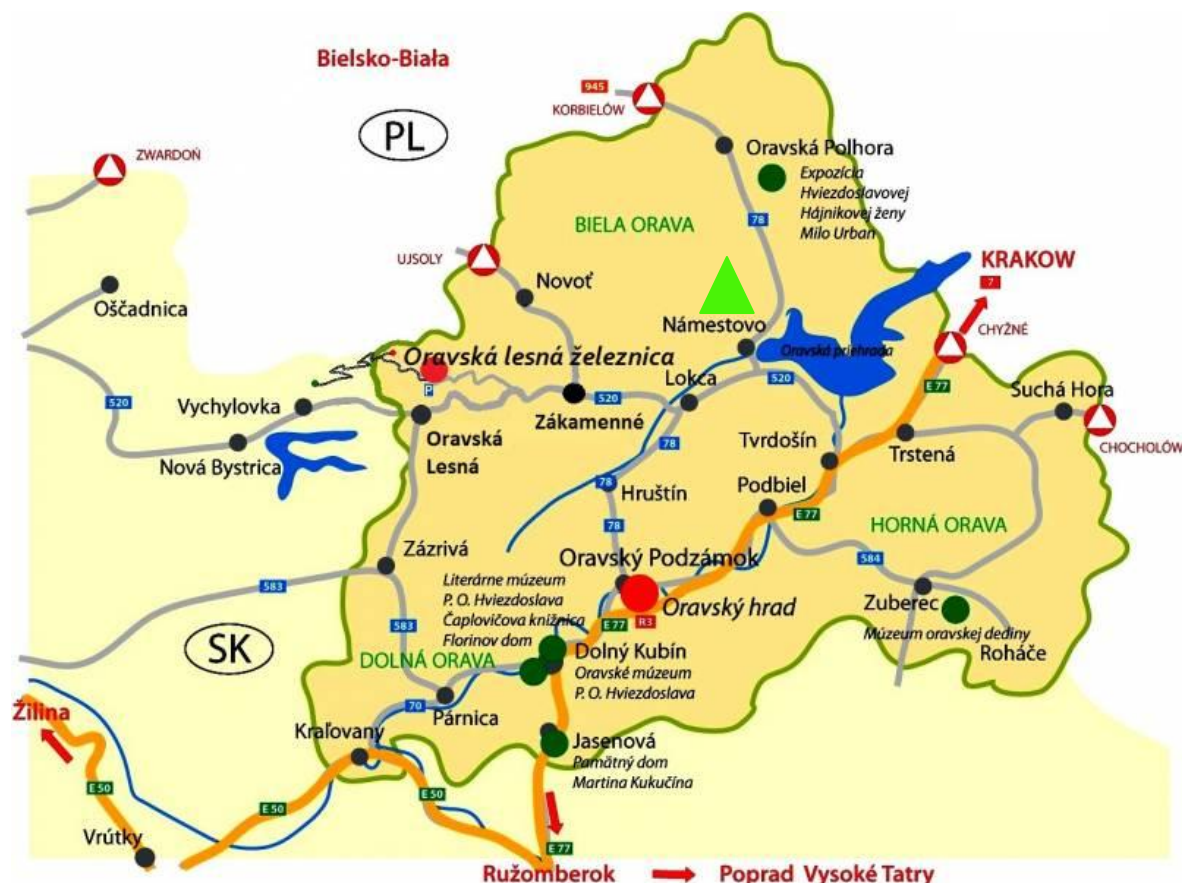 Bielsko-Biała
945
KORBIELÓW
PL
ZWARDOŃ
Oravská Polhora
Expozícia
Hviezdoslavovej
Hájnikovej ženy
Milo Urban
BIELA ORAVA
78
UJSOLY
Novoť
KRAKOW
7
Oščadnica
CHYŽNÉ
Námestovo
Oravská priehrada
Oravská lesná železnica
P
E 77
Lokca
520
Suchá Hora
520
Vychylovka
520
Zákamenné
Oravská
Lesná
78
Tvrdošín
Trstená
CHOCHOLÓW
Nová Bystrica
78
Hruštín
Podbiel
E 77
78
HORNÁ ORAVA
Zázrivá
Oravský Podzámok
584
583
Literárne múzeum
P. O. Hviezdoslava
Čaplovičova knižnica
Florinov dom
Oravský hrad
Zuberec
583
E 77
R3
Múzeum oravskej dediny
Roháče
SK
DOLNÁ ORAVA
Dolný Kubín
Oravské múzeum
P. O. Hviezdoslava
70
Párnica
Žilina
Kraľovany
Jasenová
Pamätný dom
Martina Kukučína
E 50
E 50
E 50
Vrútky
E 77
Ružomberok
Poprad Vysoké Tatry